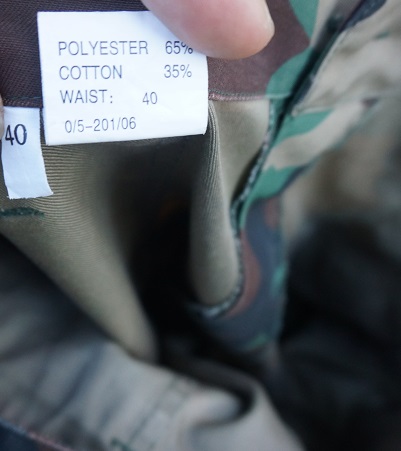 POLYESTER 65%
COTTON 35%
WAIST: 40
0/5-201/06
40